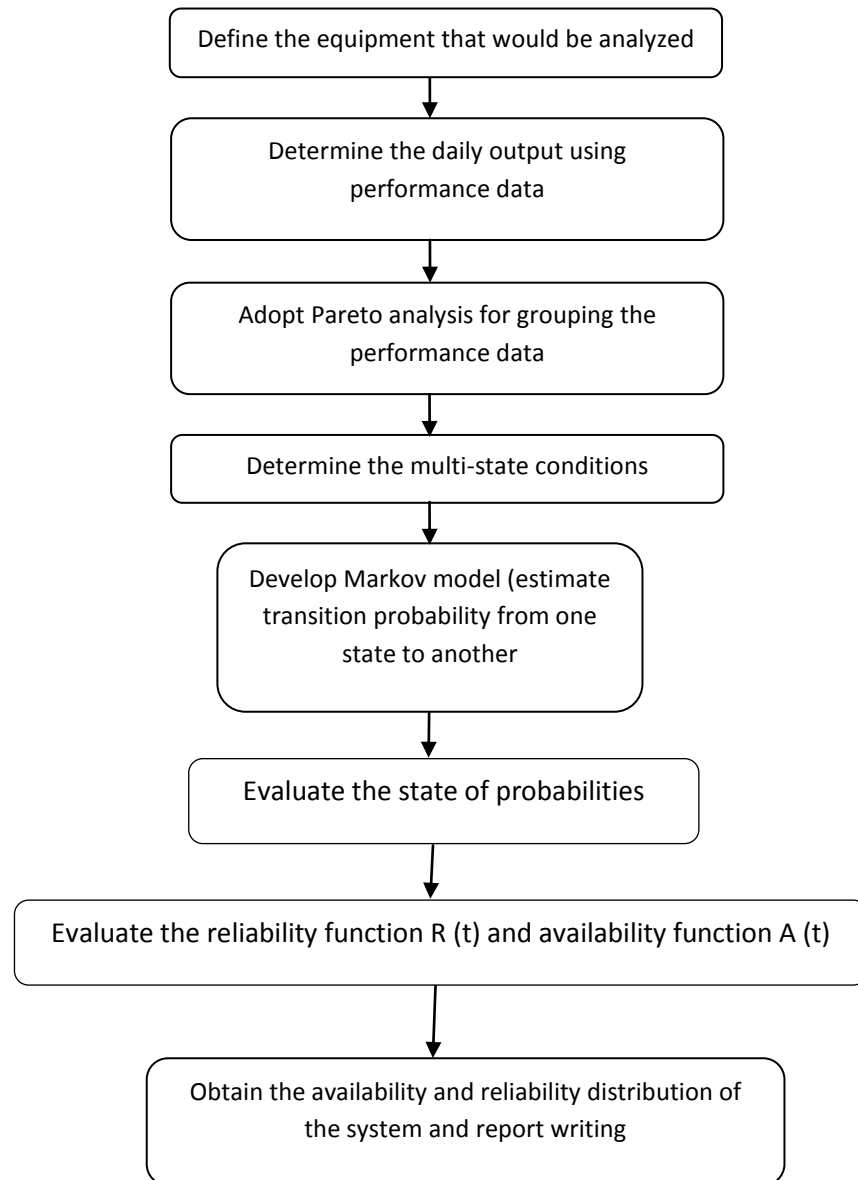 Define the equipment that would be analyzed
Determine the daily output using
performance data
Adopt Pareto analysis for grouping the
performance data
Determine the multi-state conditions
Develop Markov model (estimate
transition probability from one
state to another
Evaluate the state of probabilities
Evaluate the reliability function R (t) and availability function A (t)
Obtain the availability and reliability distribution of
the system and report writing